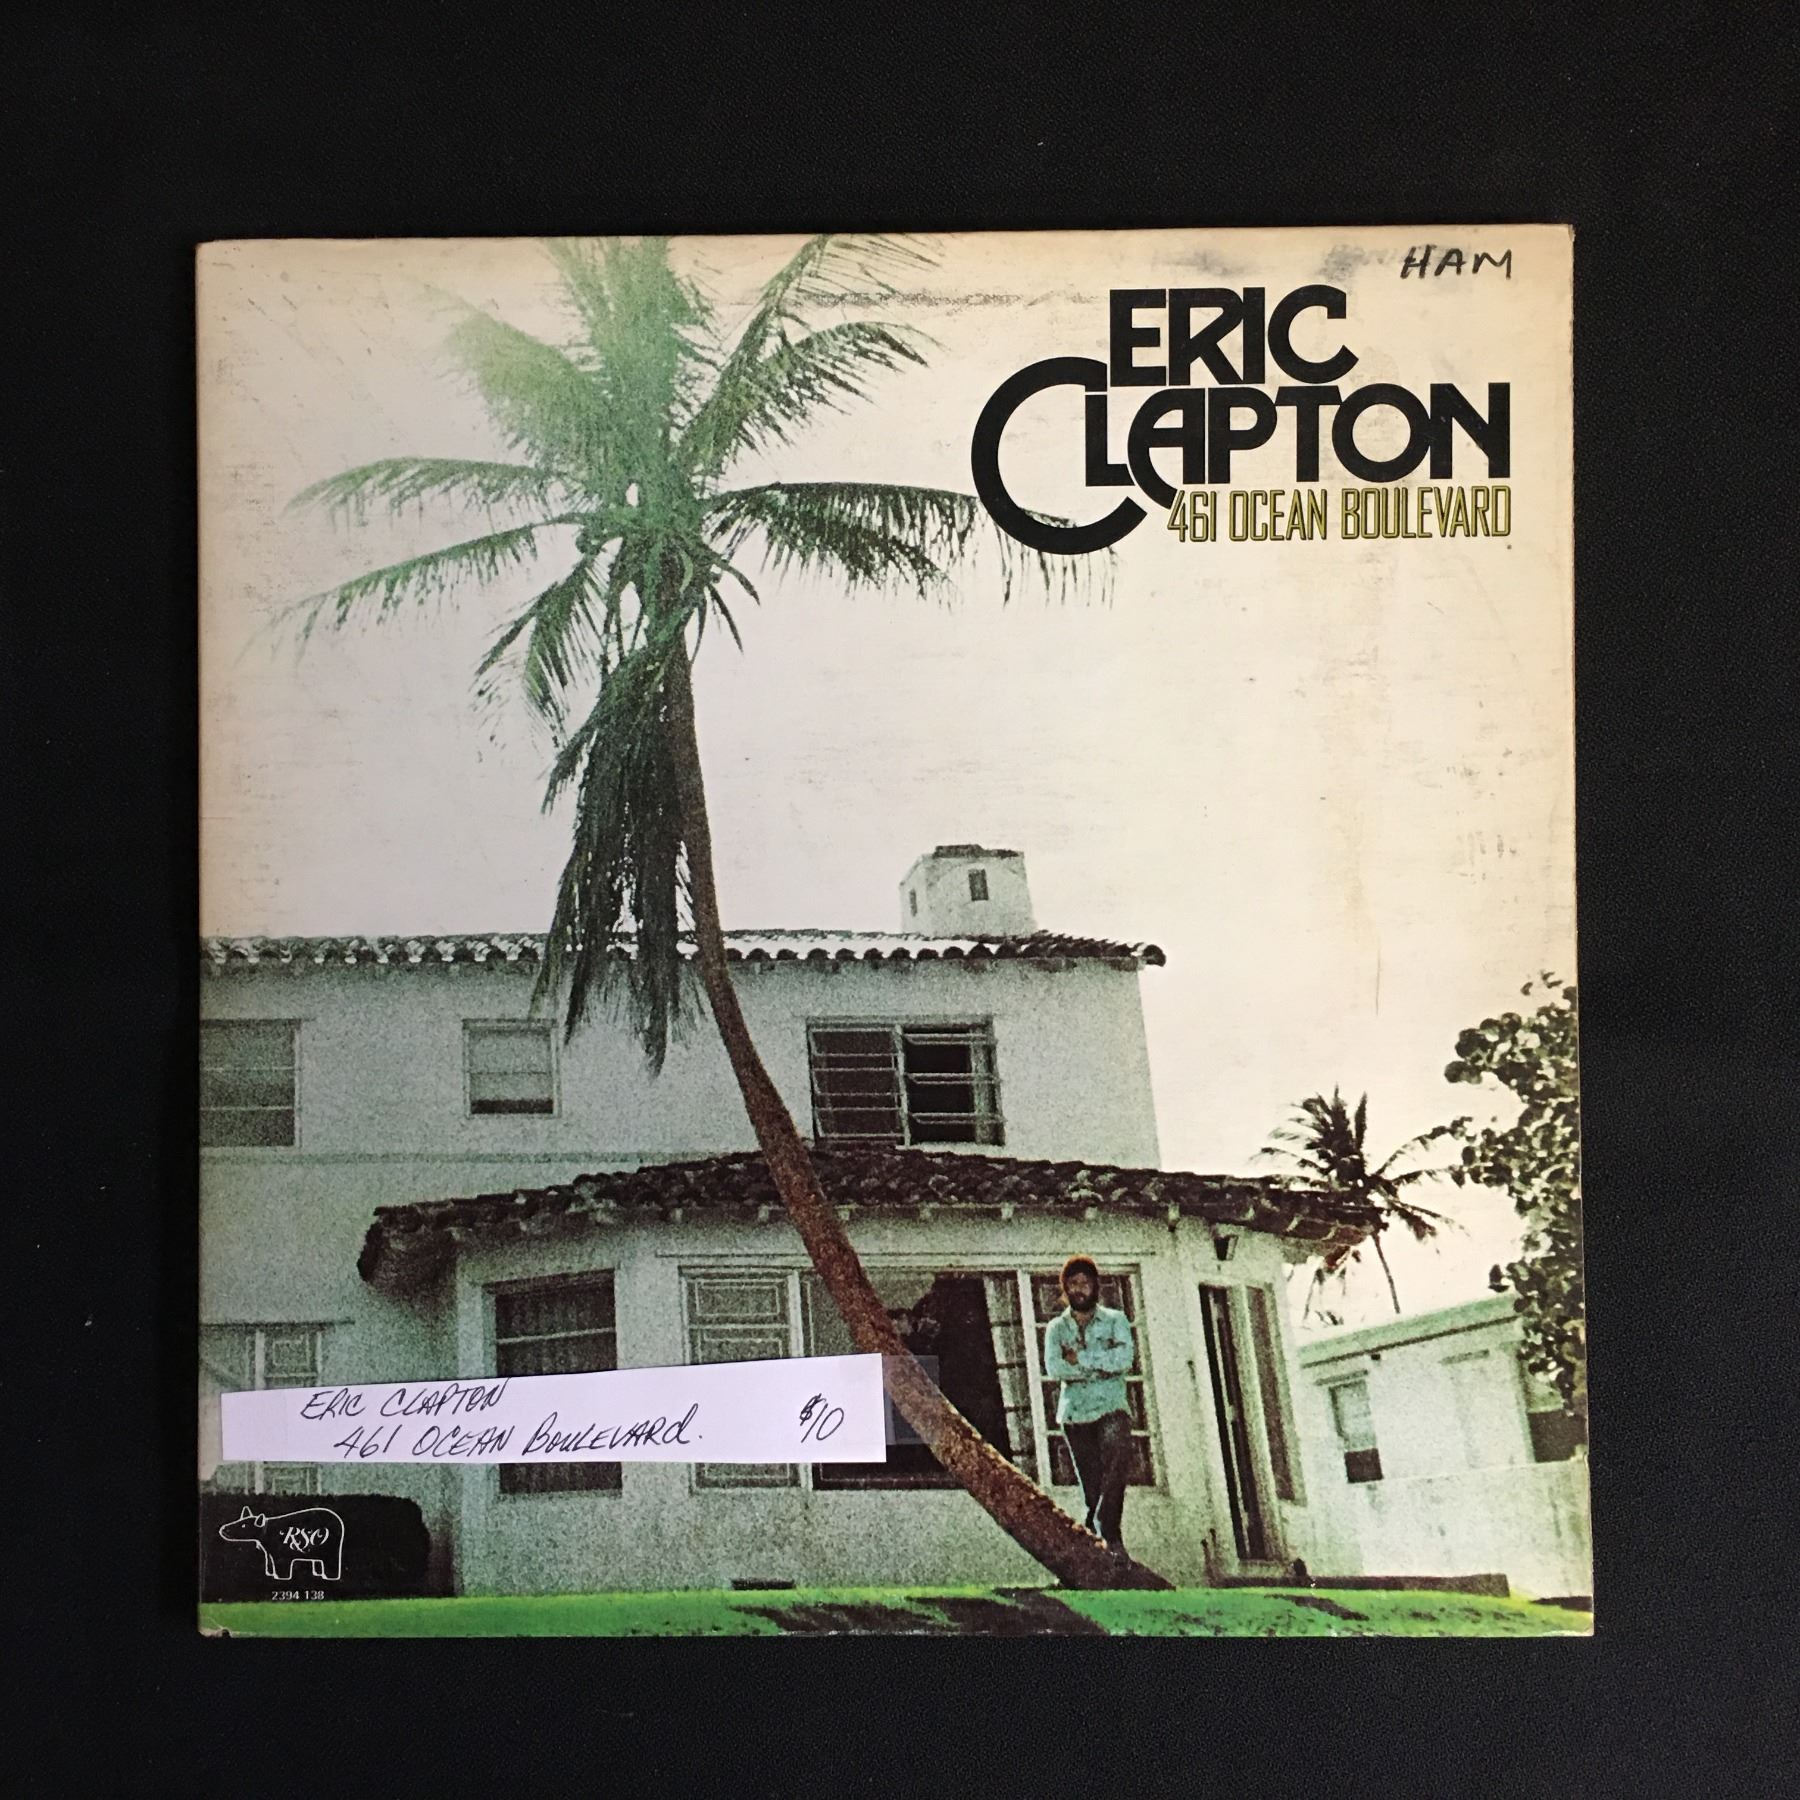 HAM
ERIC
CLAPTON
461 OCEAN BOULEVARD
ERIC CLAPTON
461 OCEAN BOULEVARd. $10
RSO
2394 138